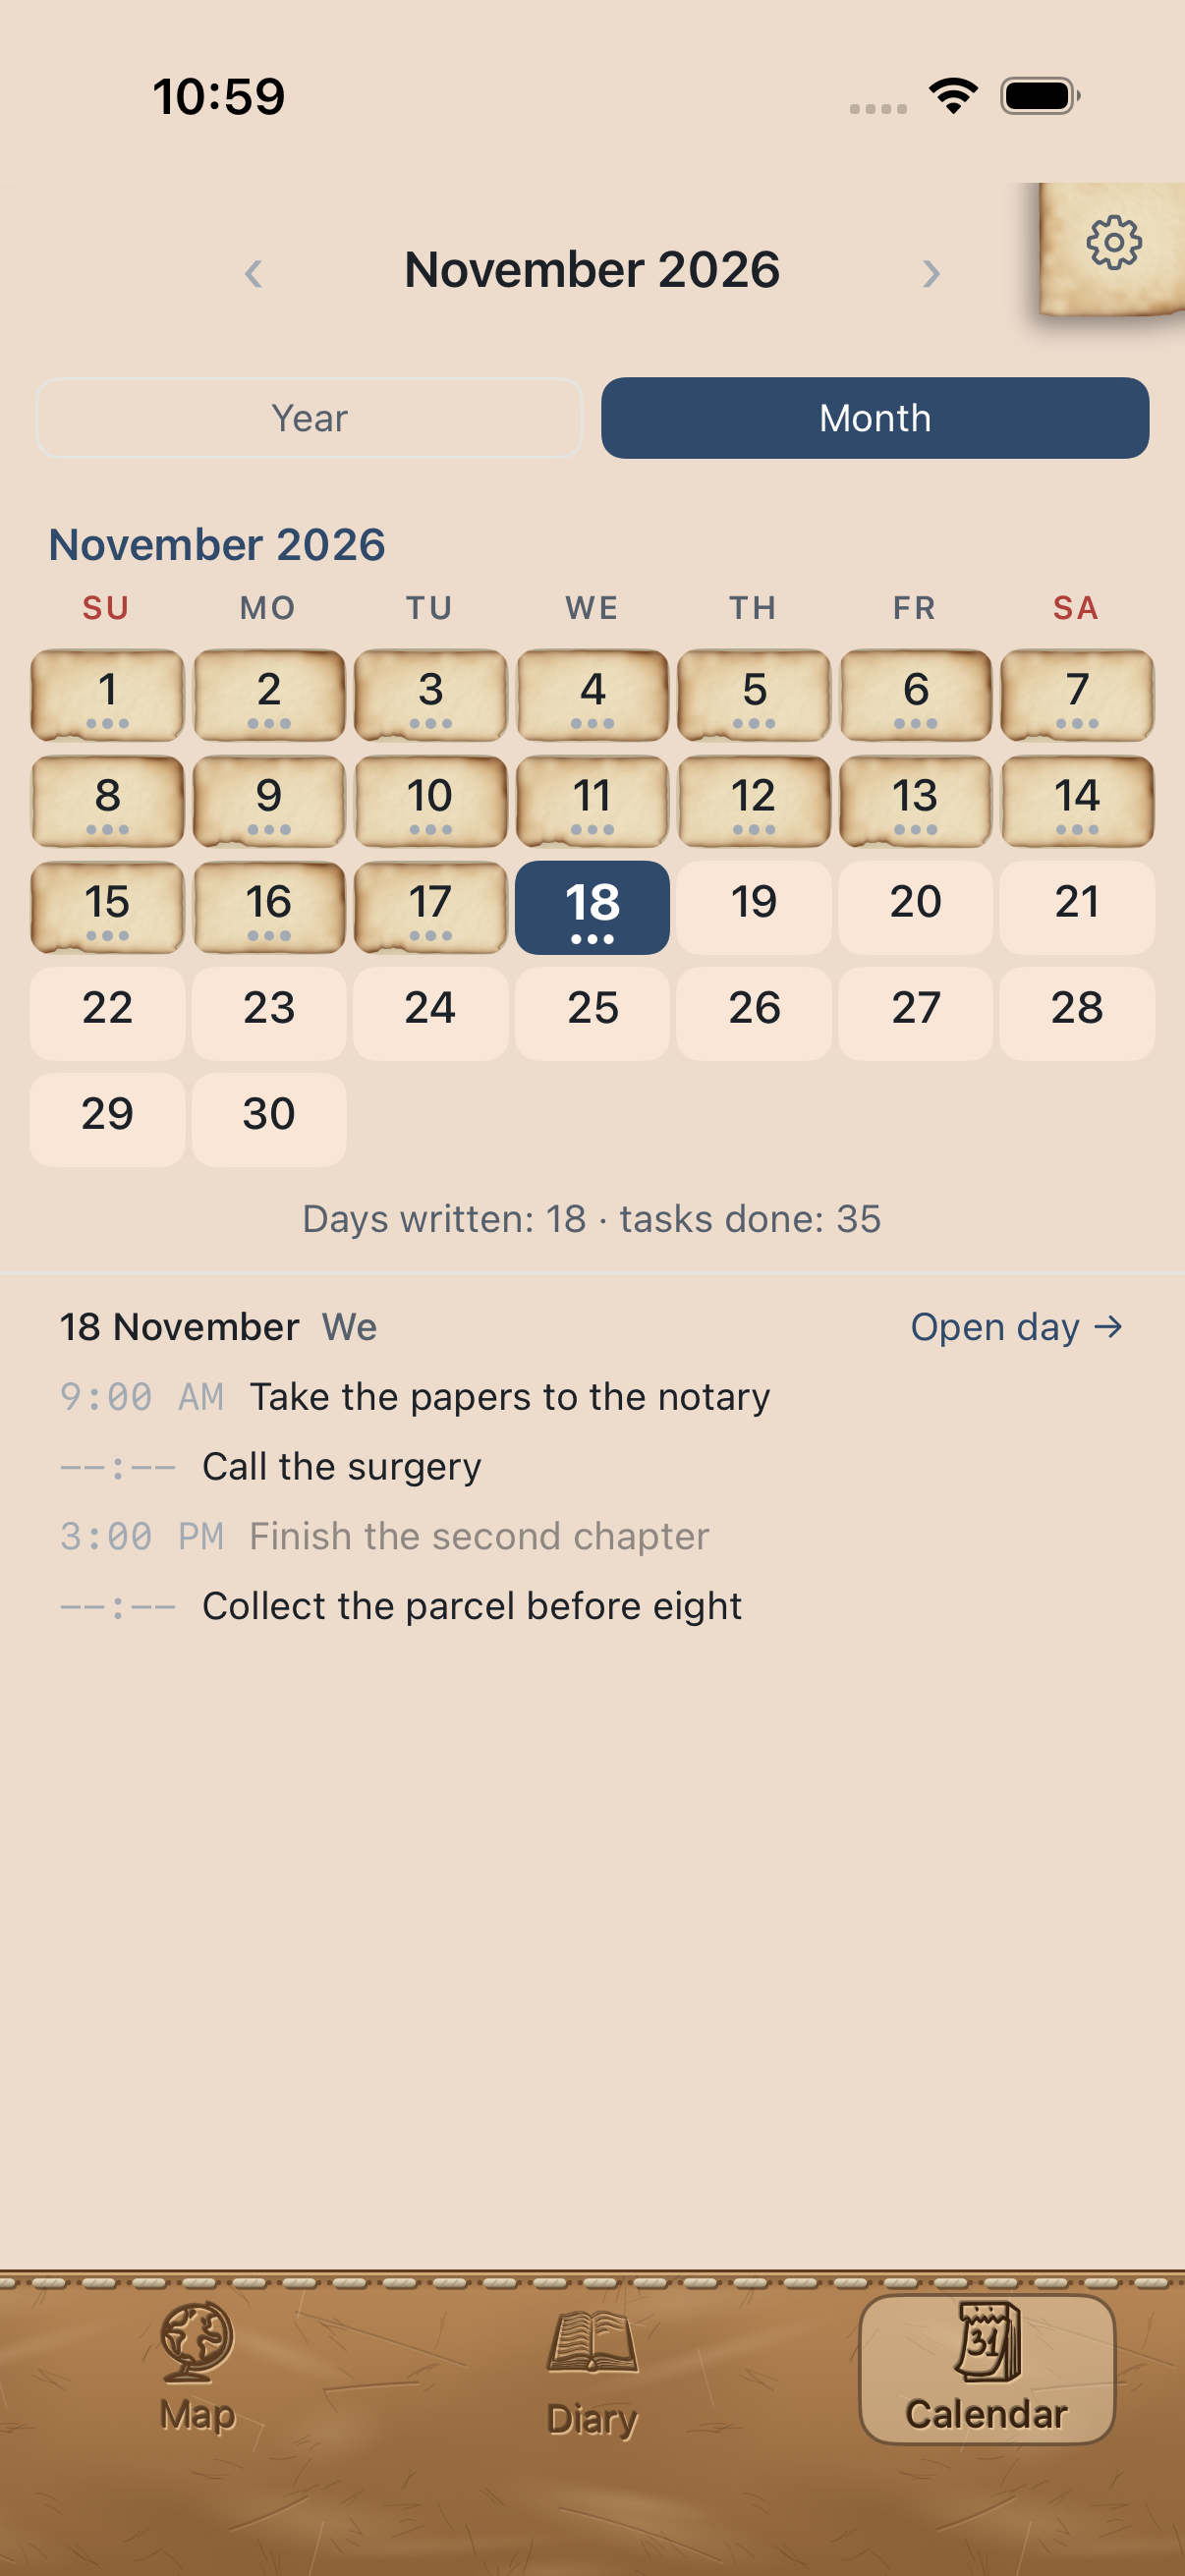 10:59
‹ November 2026 ›
Year Month
November 2026
SU MO TU WE TH FR SA
1 2 3 4 5 6 7
8 9 10 11 12 13 14
15 16 17 18 19 20 21
22 23 24 25 26 27 28
29 30
Days written: 18 · tasks done: 35
18 November We Open day →
9:00 AM Take the papers to the notary
--:-- Call the surgery
3:00 PM Finish the second chapter
--:-- Collect the parcel before eight
31
Map Diary Calendar